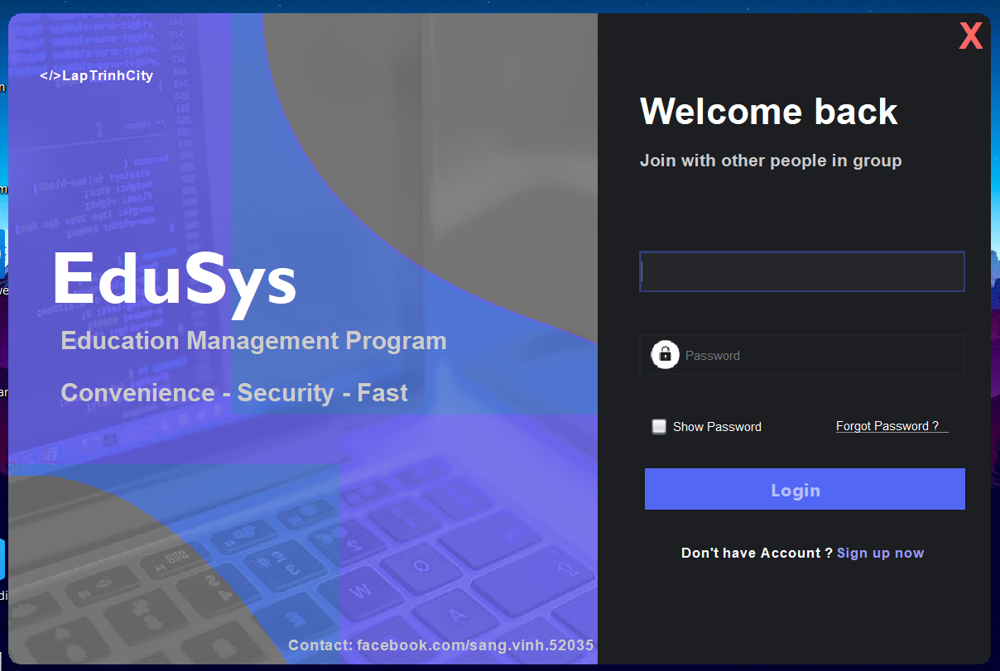 </>LapTrinhCity
EduSys
Education Management Program
Convenience - Security - Fast
Contact: facebook.com/sang.vinh.52035
X
Welcome back
Join with other people in group
Password
Show Password
Forgot Password ?
Login
Don't have Account ? Sign up now